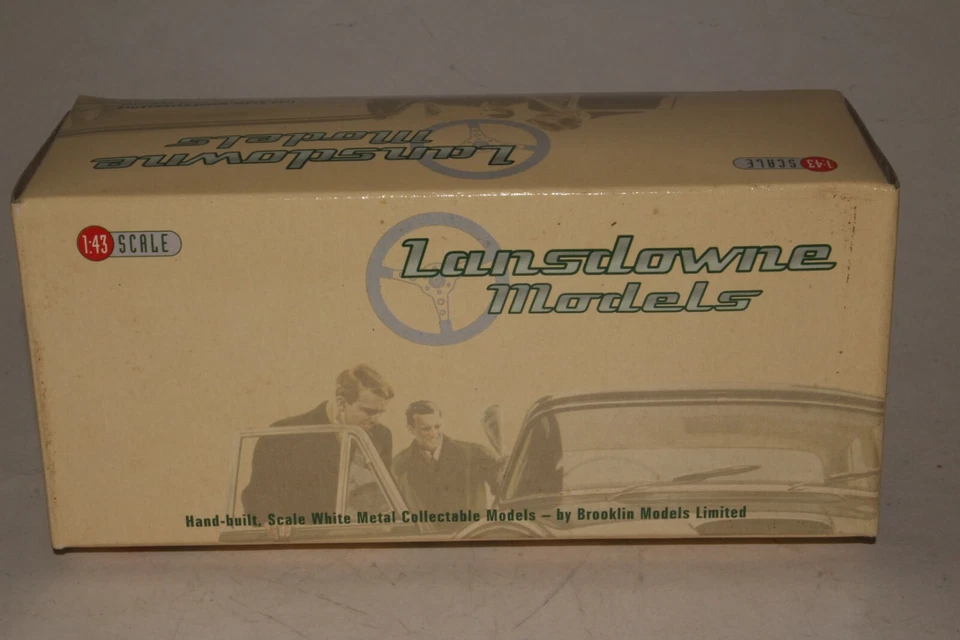 Lansdowne
Models
1:43 SCALE
1:43 SCALE
Lansdowne
Models
Hand-built, Scale White Metal Collectable Models – by Brooklin Models Limited